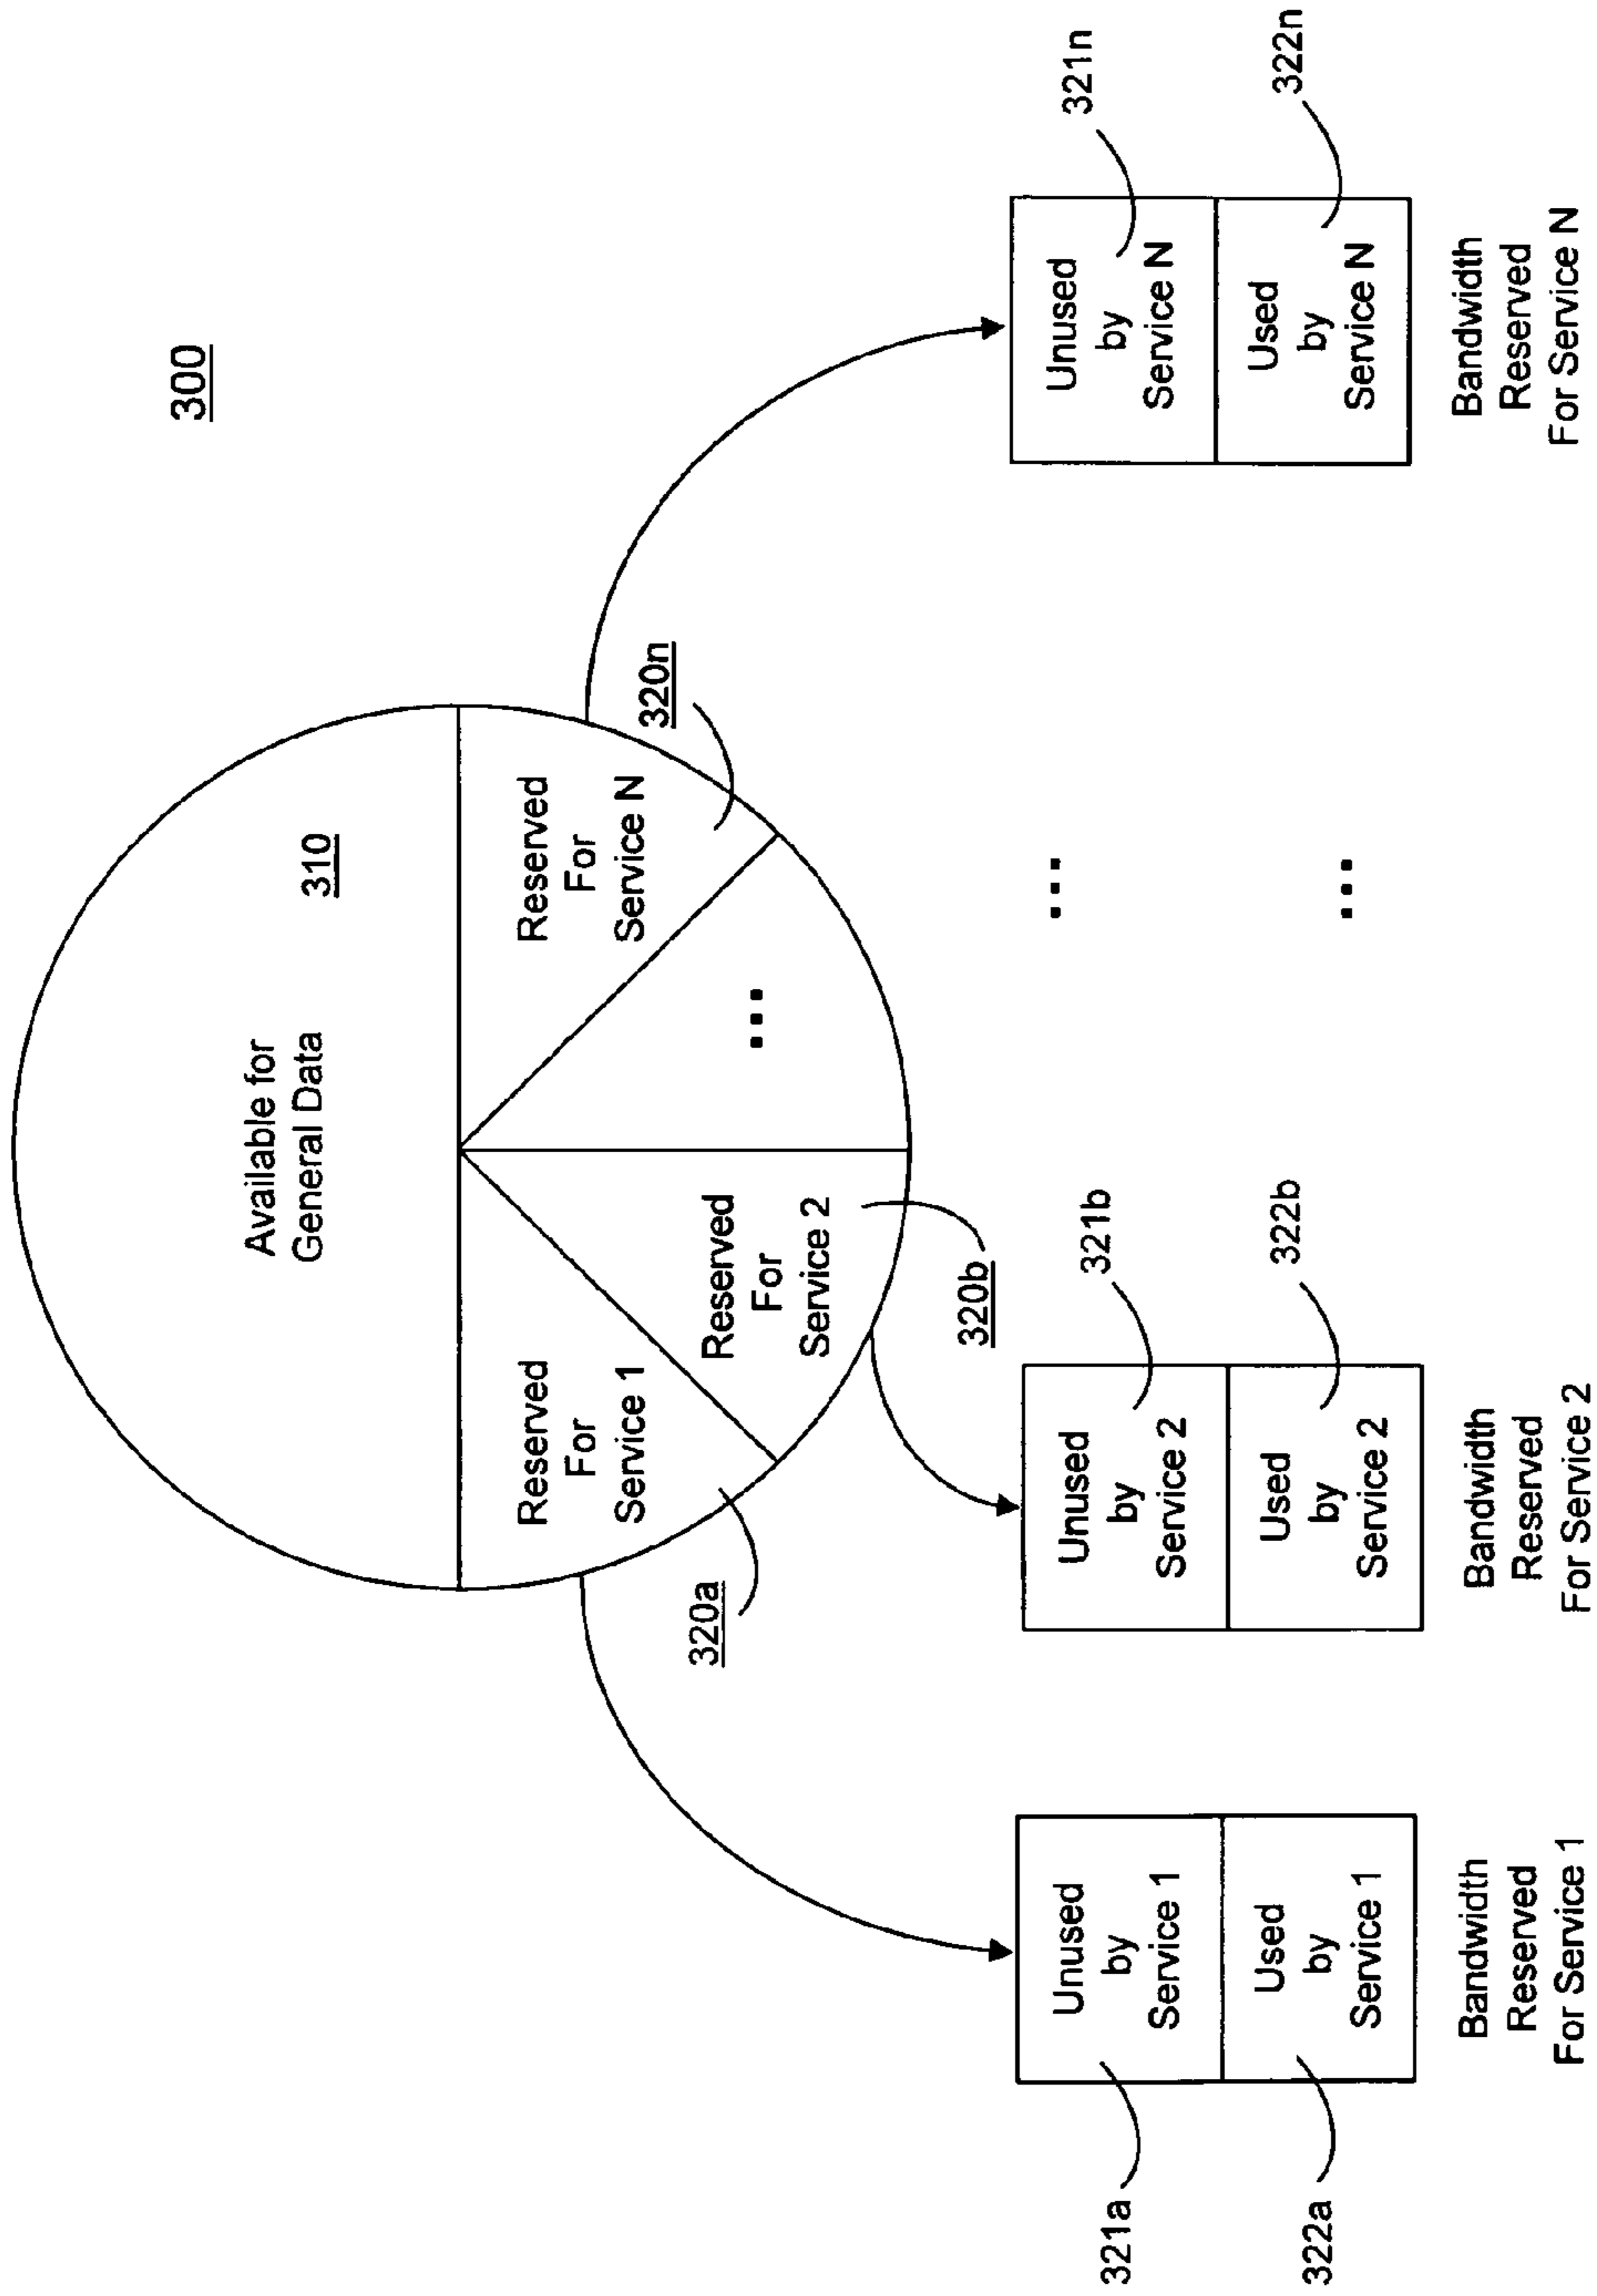 300
Available for
General Data
310
Reserved
For
Service 1
Reserved
For
Service 2
...
Reserved
For
Service N
320a
320b
320n
321a
Unused
by
Service 1
322a
Used
by
Service 1
Bandwidth
Reserved
For Service 1
321b
Unused
by
Service 2
322b
Used
by
Service 2
Bandwidth
Reserved
For Service 2
...
...
321n
Unused
by
Service N
322n
Used
by
Service N
Bandwidth
Reserved
For Service N